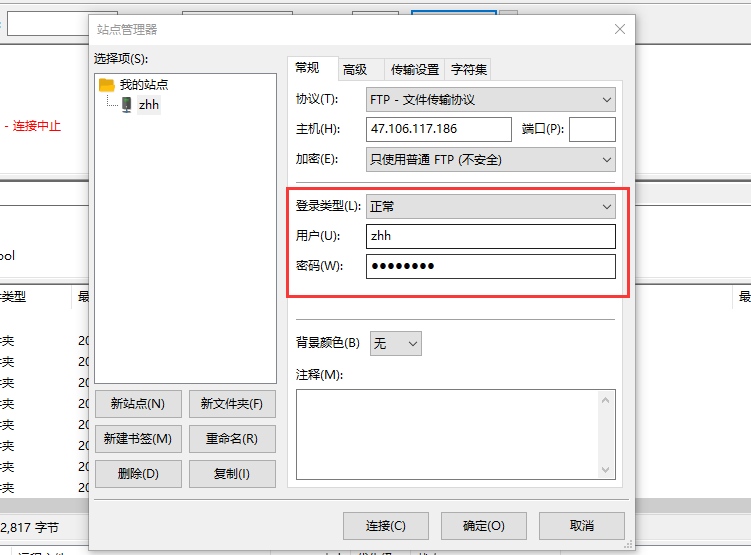 站点管理器
选择项(S):
我的站点
zhh
新站点(N)
新文件夹(F)
新建书签(M)
重命名(R)
删除(D)
复制(I)
常规
高级
传输设置
字符集
协议(T):
FTP - 文件传输协议
主机(H):
47.106.117.186
端口(P):
加密(E):
只使用普通 FTP (不安全)
登录类型(L):
正常
用户(U):
zhh
密码(W):
●●●●●●●●
背景颜色(B)
无
注释(M):
连接(C)
确定(O)
取消
- 连接中止
ool
类型
最
夹
20
夹
20
夹
20
夹
20
夹
20
夹
20
夹
20
夹
20
最
2,817 字节